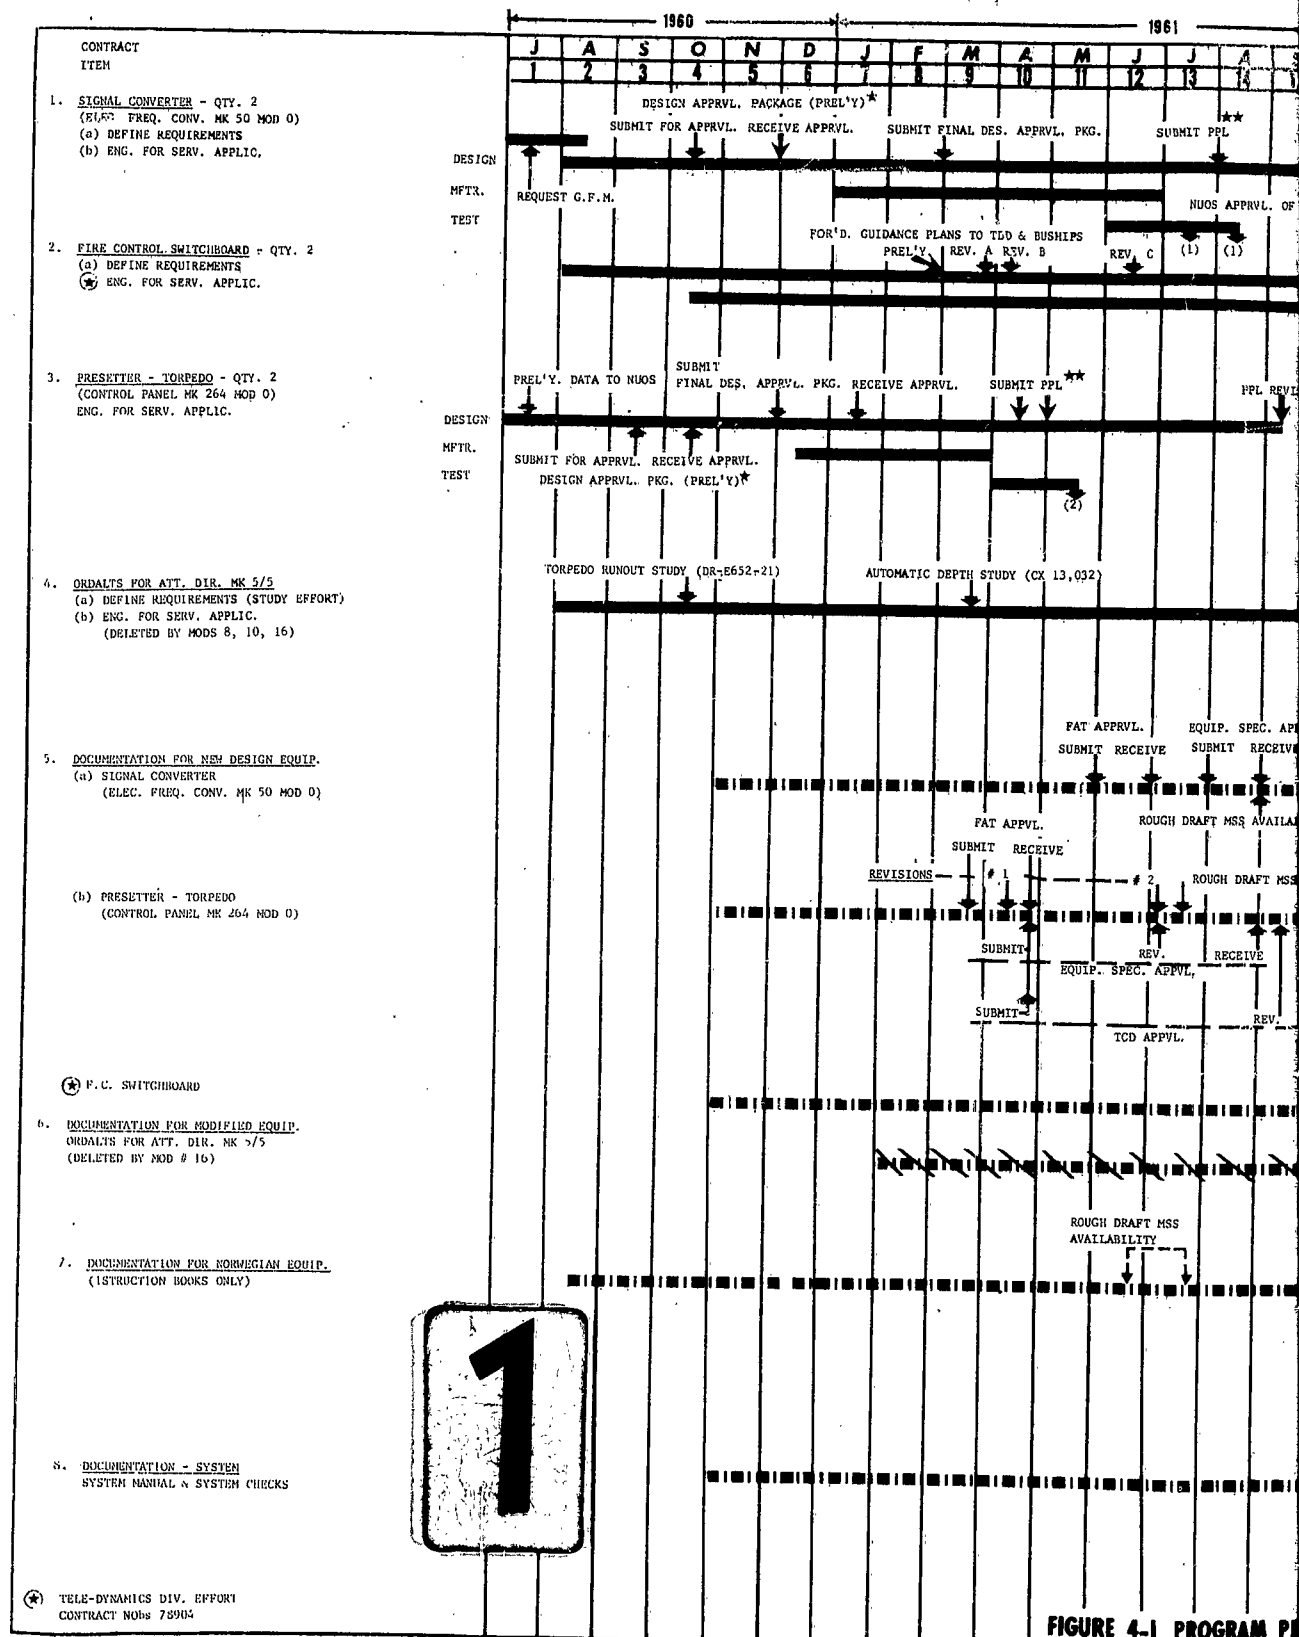 1960 1961
CONTRACT
ITEM
J A S O N D J F M A M J J A
1 2 3 4 5 6 7 8 9 10 11 12 13 14
1. SIGNAL CONVERTER - QTY. 2
(ELEC FREQ. CONV. MK 50 MOD 0)
(a) DEFINE REQUIREMENTS
(b) ENG. FOR SERV. APPLIC.
DESIGN APPRVL. PACKAGE (PREL'Y)★
SUBMIT FOR APPRVL. RECEIVE APPRVL. SUBMIT FINAL DES. APPRVL. PKG. SUBMIT PPL★★
DESIGN
MFTR.
REQUEST G.F.M.
NUOS APPRVL. OF
TEST
(1) (1)
2. FIRE CONTROL SWITCHBOARD - QTY. 2
(a) DEFINE REQUIREMENTS
★ ENG. FOR SERV. APPLIC.
FOR'D. GUIDANCE PLANS TO TDD & BUSHIPS
PREL'Y REV. A REV. B REV. C
3. PRESETTER - TORPEDO - QTY. 2
(CONTROL PANEL MK 264 MOD 0)
ENG. FOR SERV. APPLIC.
PREL'Y. DATA TO NUOS
SUBMIT
FINAL DES. APPRVL. PKG. RECEIVE APPRVL. SUBMIT PPL★★
DESIGN
MFTR.
SUBMIT FOR APPRVL. RECEIVE APPRVL.
DESIGN APPRVL. PKG. (PREL'Y)★
TEST
(2)
4. ORDALTS FOR ATT. DIR. MK 5/5
(a) DEFINE REQUIREMENTS (STUDY EFFORT)
(b) ENG. FOR SERV. APPLIC.
(DELETED BY MODS 8, 10, 16)
TORPEDO RUNOUT STUDY (DR-E652-21) AUTOMATIC DEPTH STUDY (CX 13,032)
5. DOCUMENTATION FOR NEW DESIGN EQUIP.
(a) SIGNAL CONVERTER
(ELEC. FREQ. CONV. MK 50 MOD 0)
FAT APPRVL. EQUIP. SPEC. AP
SUBMIT RECEIVE SUBMIT RECEIV
ROUGH DRAFT MSS AVAILA
(b) PRESETTER - TORPEDO
(CONTROL PANEL MK 264 MOD 0)
FAT APPVL.
SUBMIT RECEIVE
REVISIONS # 1 # 2 ROUGH DRAFT MSS
SUBMIT REV. RECEIVE
EQUIP. SPEC. APPVL.
SUBMIT REV.
TCD APPVL.
★ F.C. SWITCHBOARD
6. DOCUMENTATION FOR MODIFIED EQUIP.
ORDALTS FOR ATT. DIR. MK 5/5
(DELETED BY MOD # 16)
7. DOCUMENTATION FOR NORWEGIAN EQUIP.
(ISTRUCTION BOOKS ONLY)
ROUGH DRAFT MSS
AVAILABILITY
1
8. DOCUMENTATION - SYSTEM
SYSTEM MANUAL & SYSTEM CHECKS
★ TELE-DYNAMICS DIV. EFFORT
CONTRACT NObs 78904
FIGURE 4-1 PROGRAM